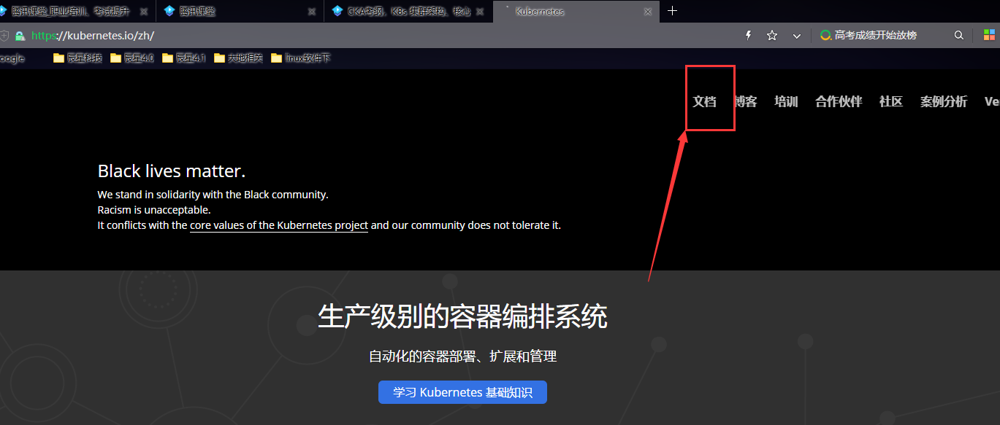 腾讯课堂_职业培训、考试提升
腾讯课堂
CKA考纲，K8s 集群架构、核心
Kubernetes
https://kubernetes.io/zh/
高考成绩开始放榜
oogle
辰星科技
辰星4.0
辰星4.1
大地相关
linux软件下
文档
博客
培训
合作伙伴
社区
案例分析
Ve
Black lives matter.
We stand in solidarity with the Black community.
Racism is unacceptable.
It conflicts with the core values of the Kubernetes project and our community does not tolerate it.
生产级别的容器编排系统
自动化的容器部署、扩展和管理
学习 Kubernetes 基础知识